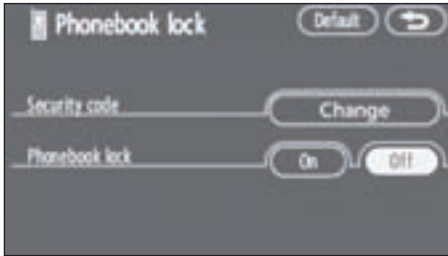 Phonebook lock Default
Security code Change
Phonebook lock On Off